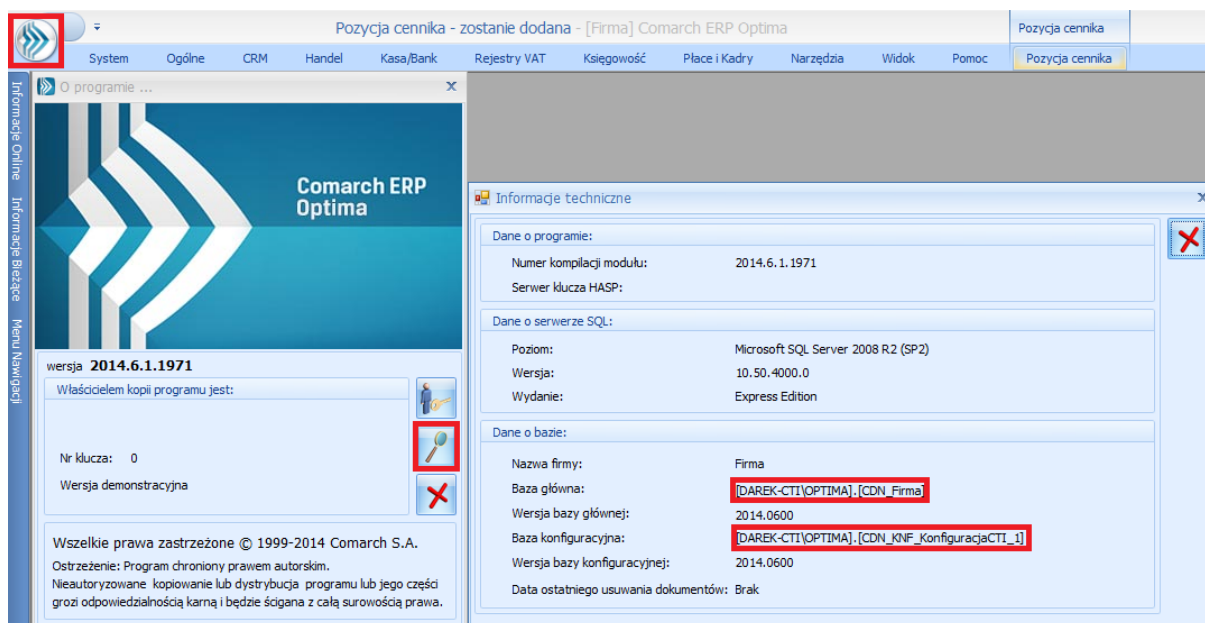 Pozycja cennika - zostanie dodana - [Firma] Comarch ERP Optima
Pozycja cennika
System Ogólne CRM Handel Kasa/Bank Rejestry VAT Księgowość Płace i Kadry Narzędzia Widok Pomoc Pozycja cennika
Informacje Online Informacje Bieżące Menu Nawigacji
O programie ...
Comarch ERP
Optima
wersja 2014.6.1.1971
Właścicielem kopii programu jest:
Nr klucza: 0
Wersja demonstracyjna
Wszelkie prawa zastrzeżone © 1999-2014 Comarch S.A.
Ostrzeżenie: Program chroniony prawem autorskim.
Nieautoryzowane kopiowanie lub dystrybucja programu lub jego części
grozi odpowiedzialnością karną i będzie ścigana z całą surowością prawa.
Informacje techniczne
Dane o programie:
Numer kompilacji modułu: 2014.6.1.1971
Serwer klucza HASP:
Dane o serwerze SQL:
Poziom: Microsoft SQL Server 2008 R2 (SP2)
Wersja: 10.50.4000.0
Wydanie: Express Edition
Dane o bazie:
Nazwa firmy: Firma
Baza główna: [DAREK-CTI\OPTIMA].[CDN_Firma]
Wersja bazy głównej: 2014.0600
Baza konfiguracyjna: [DAREK-CTI\OPTIMA].[CDN_KNF_KonfiguracjaCTI_1]
Wersja bazy konfiguracyjnej: 2014.0600
Data ostatniego usuwania dokumentów: Brak